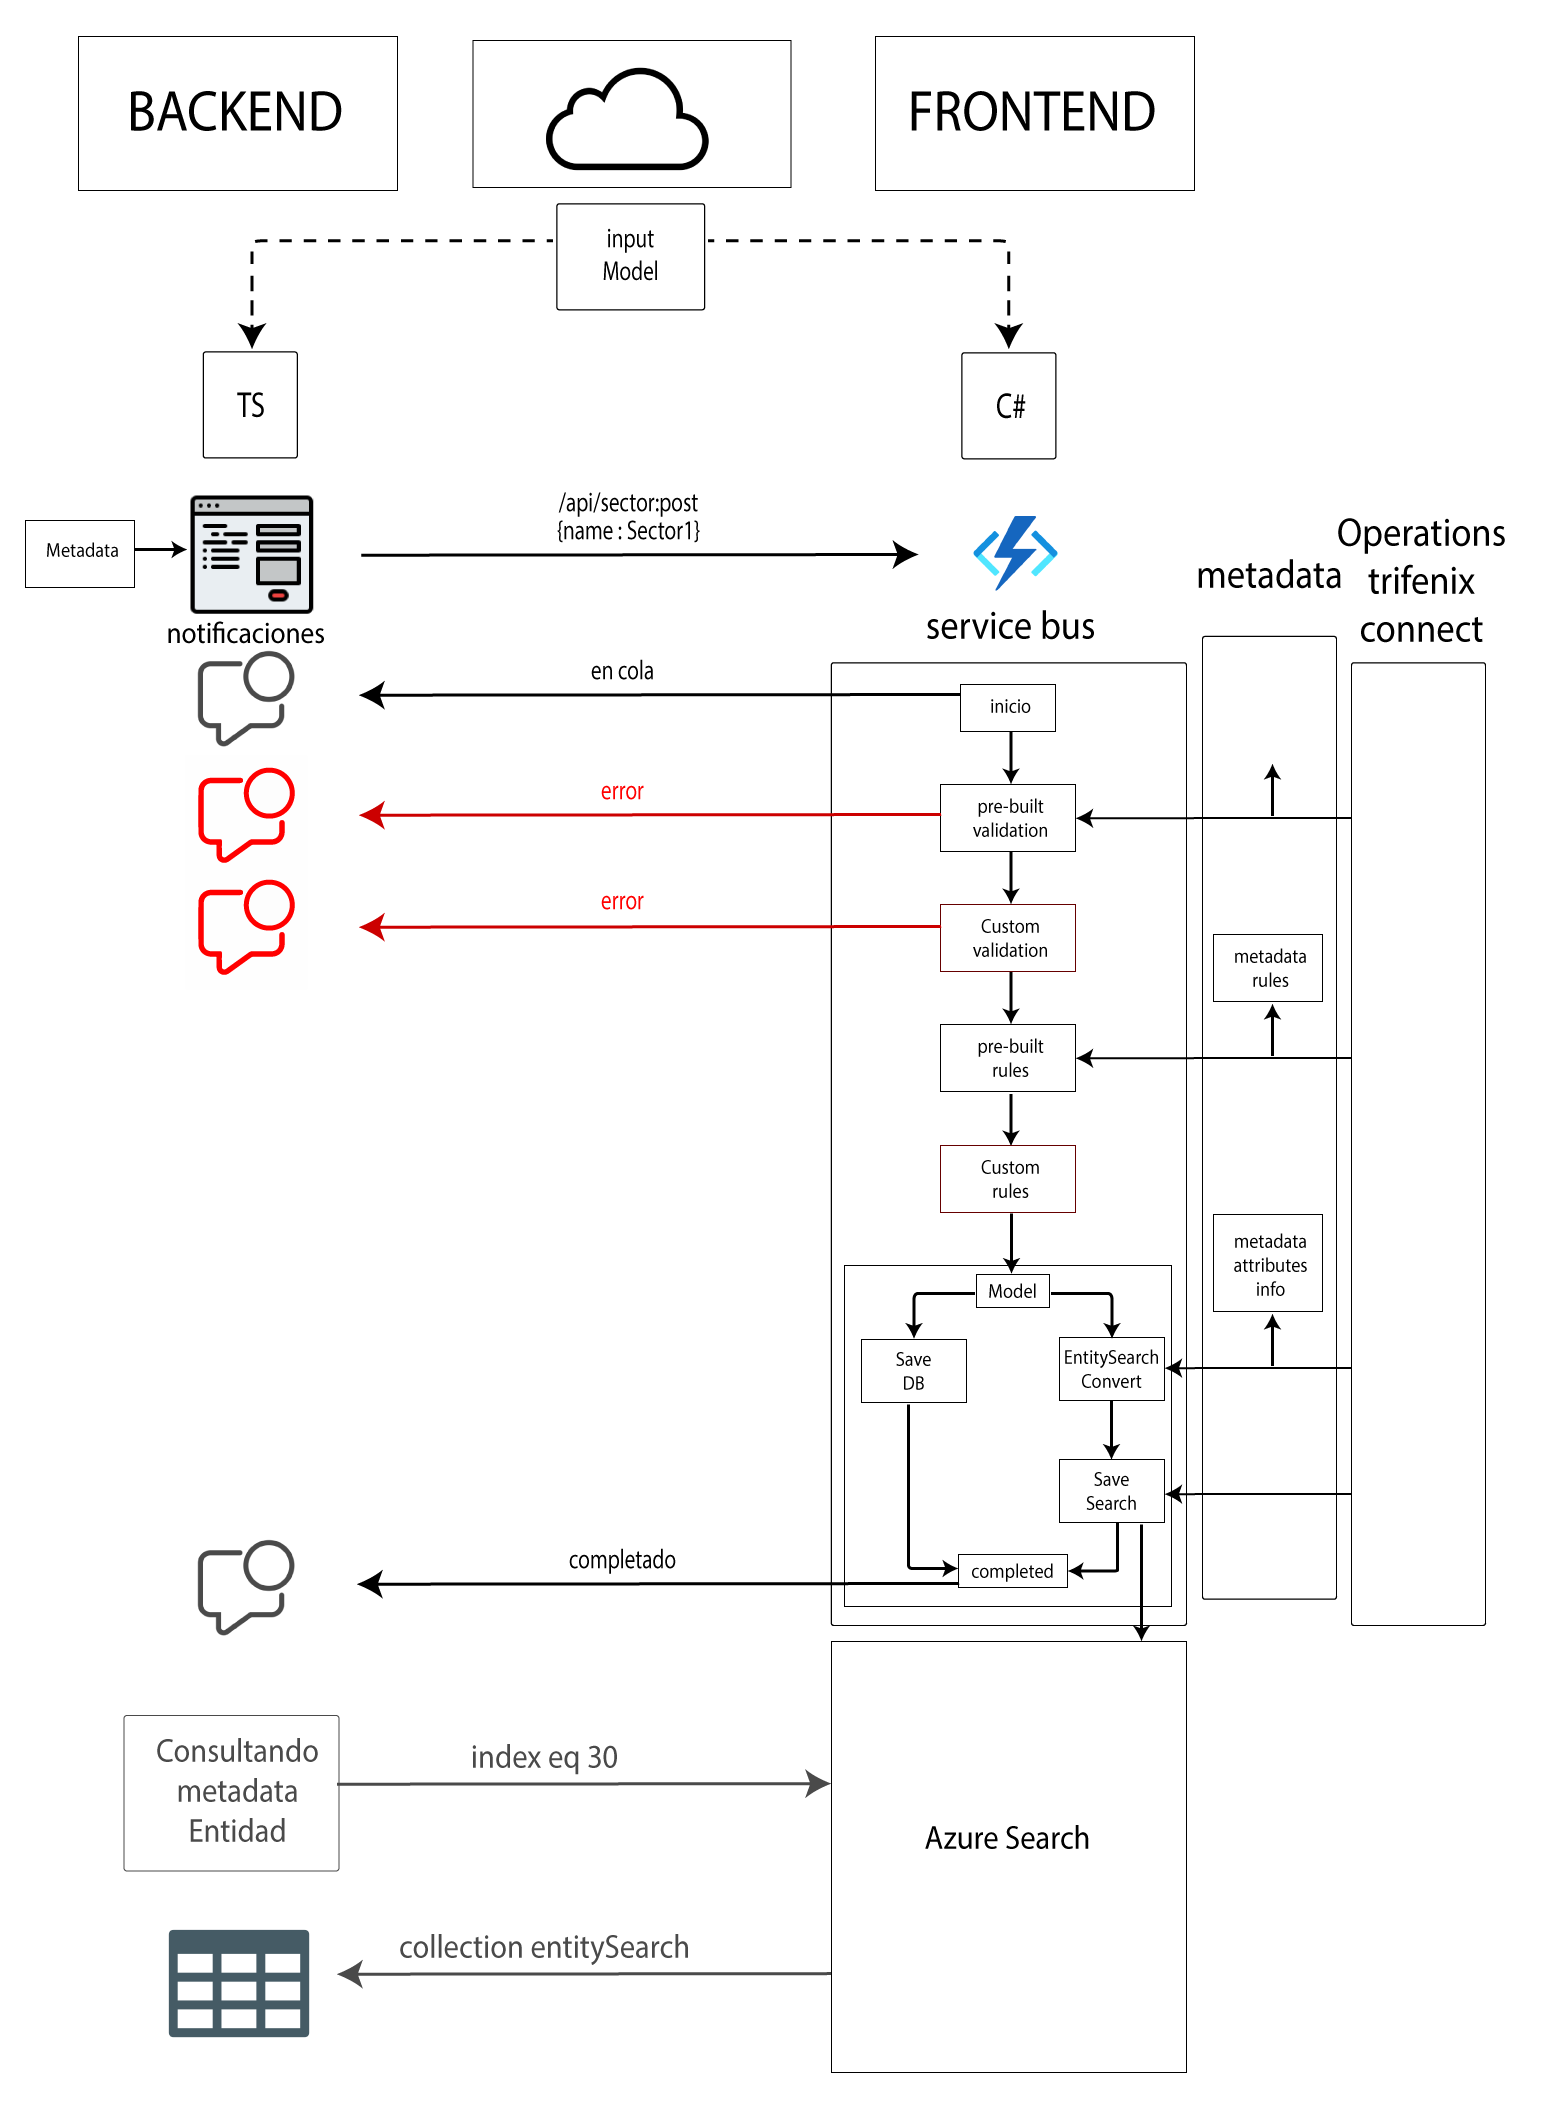 BACKEND
FRONTEND
input
Model
TS
C#
Metadata
/api/sector:post
{name : Sector1}
notificaciones
service bus
metadata
Operations
trifenix
connect
en cola
inicio
error
pre-built
validation
error
Custom
validation
metadata
rules
pre-built
rules
Custom
rules
metadata
attributes
info
Model
Save
DB
EntitySearch
Convert
Save
Search
completado
completed
Consultando
metadata
Entidad
index eq 30
Azure Search
collection entitySearch